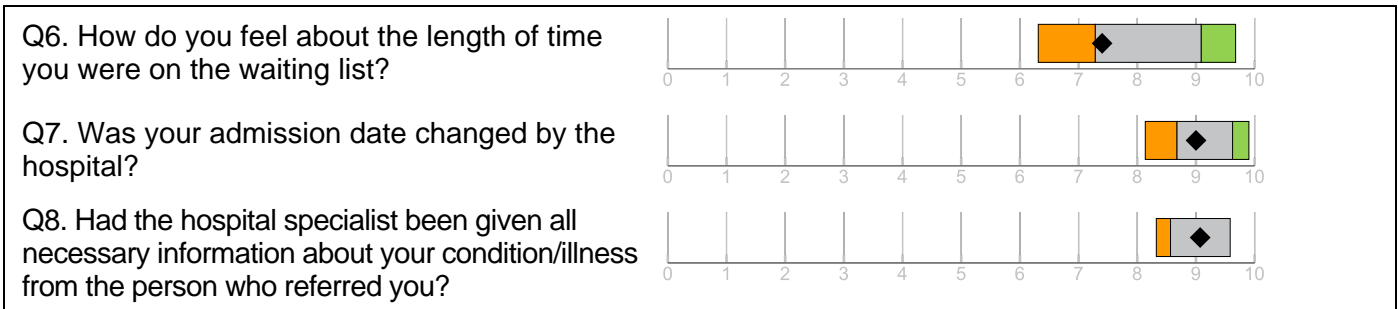 Q6. How do you feel about the length of time
you were on the waiting list?
0 1 2 3 4 5 6 7 8 9 10
Q7. Was your admission date changed by the
hospital?
0 1 2 3 4 5 6 7 8 9 10
Q8. Had the hospital specialist been given all
necessary information about your condition/illness
from the person who referred you?
0 1 2 3 4 5 6 7 8 9 10